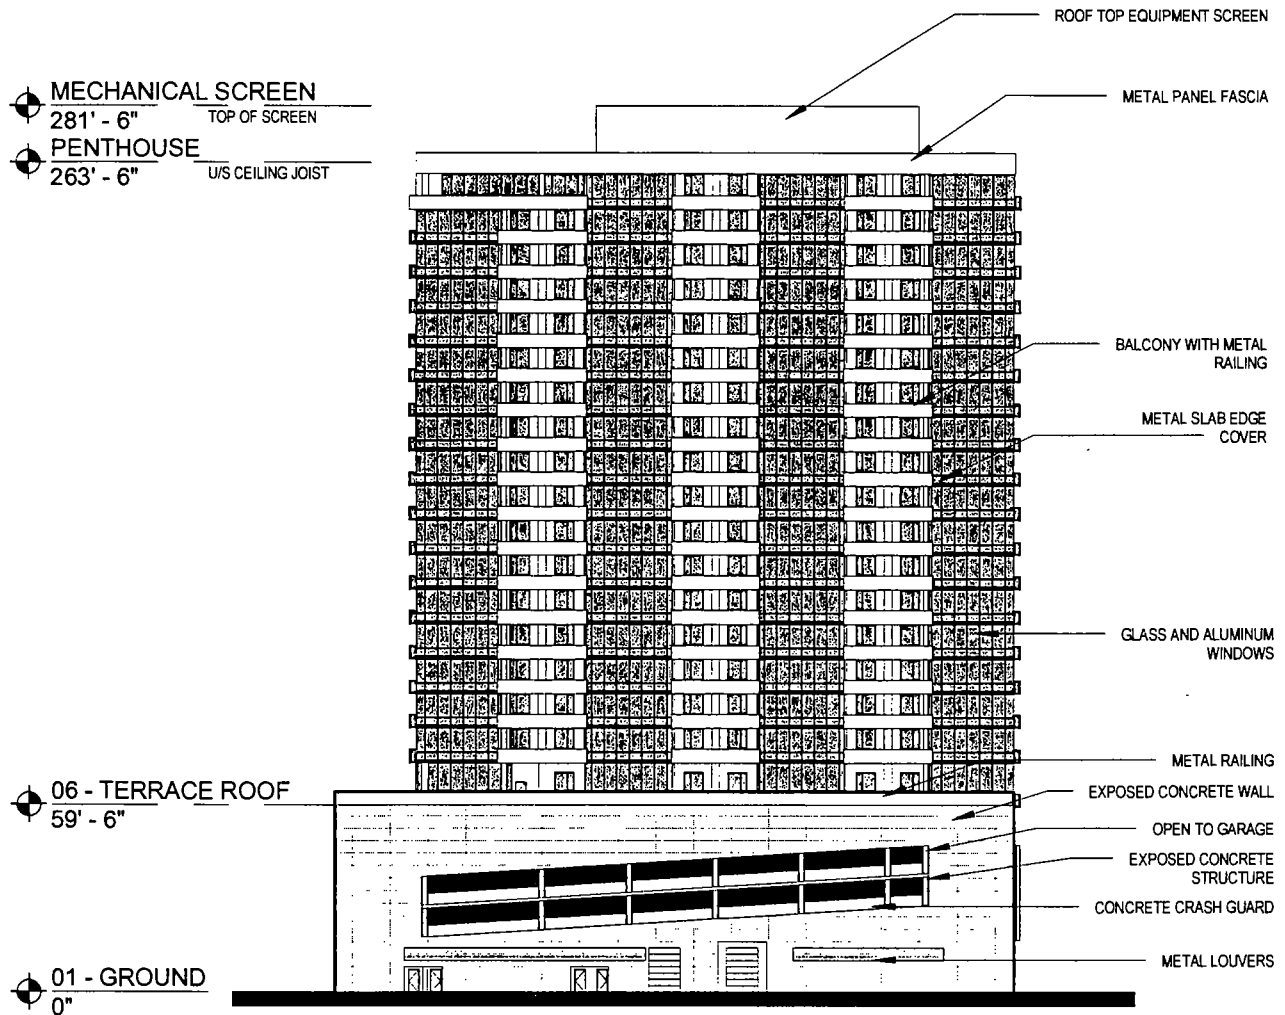 ROOF TOP EQUIPMENT SCREEN
MECHANICAL SCREEN
281' - 6" TOP OF SCREEN
METAL PANEL FASCIA
PENTHOUSE
263' - 6" U/S CEILING JOIST
BALCONY WITH METAL
RAILING
METAL SLAB EDGE
COVER
GLASS AND ALUMINUM
WINDOWS
METAL RAILING
06 - TERRACE ROOF
59' - 6"
EXPOSED CONCRETE WALL
OPEN TO GARAGE
EXPOSED CONCRETE
STRUCTURE
CONCRETE CRASH GUARD
METAL LOUVERS
01 - GROUND
0"